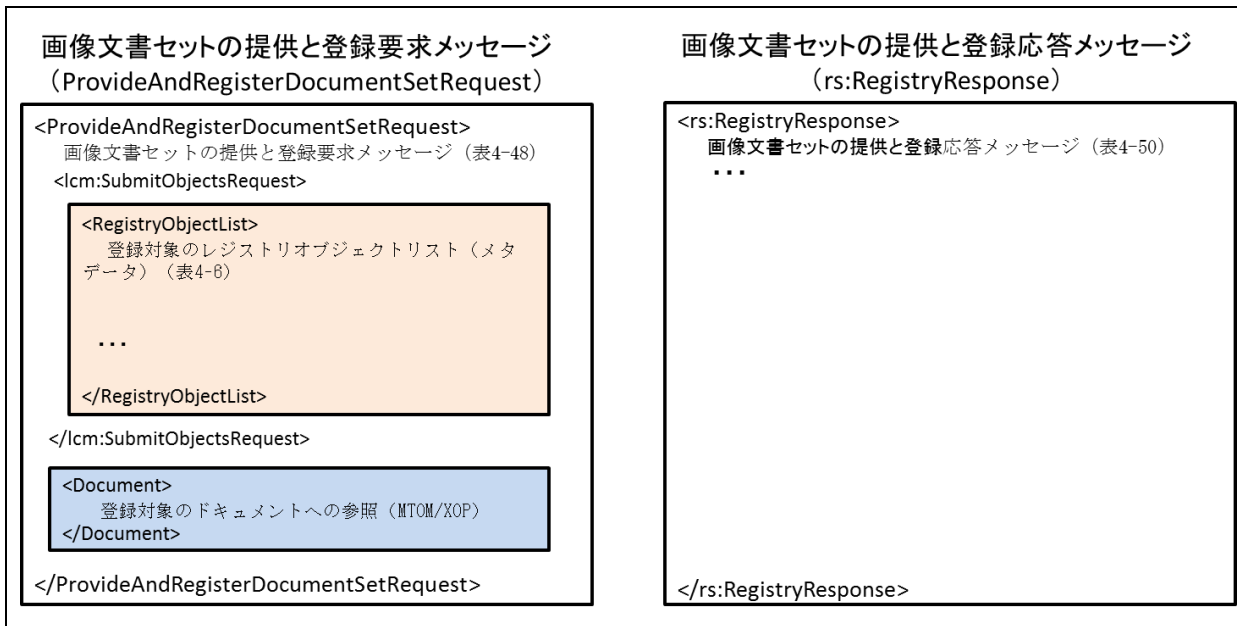 画像文書セットの提供と登録要求メッセージ
（ProvideAndRegisterDocumentSetRequest）
<ProvideAndRegisterDocumentSetRequest>
画像文書セットの提供と登録要求メッセージ（表4-48）
<lcm:SubmitObjectsRequest>
<RegistryObjectList>
登録対象のレジストリオブジェクトリスト（メタ
データ）（表4-6）
・・・
</RegistryObjectList>
</lcm:SubmitObjectsRequest>
<Document>
登録対象のドキュメントへの参照（MTOM/XOP）
</Document>
</ProvideAndRegisterDocumentSetRequest>
画像文書セットの提供と登録応答メッセージ
（rs:RegistryResponse）
<rs:RegistryResponse>
画像文書セットの提供と登録応答メッセージ（表4-50）
・・・
</rs:RegistryResponse>